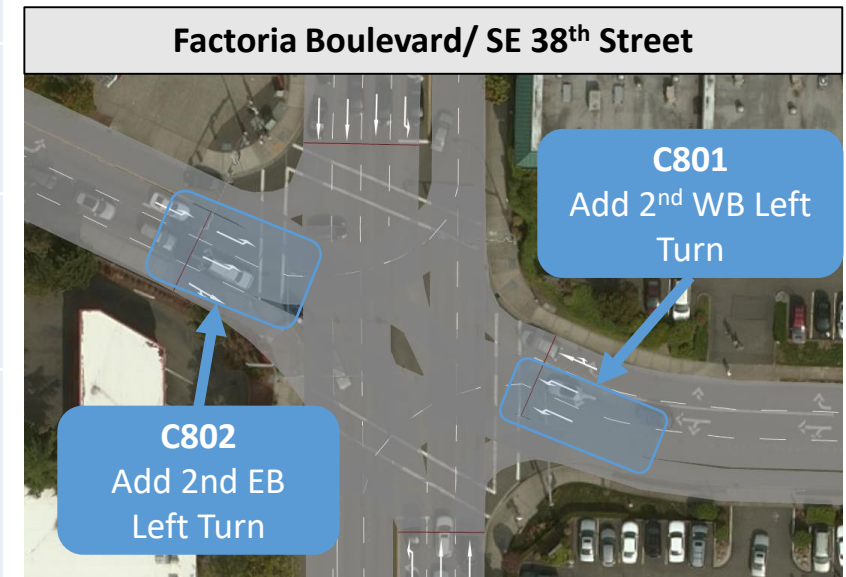 Factoria Boulevard/ SE 38th Street
C801
Add 2nd WB Left
Turn
C802
Add 2nd EB
Left Turn